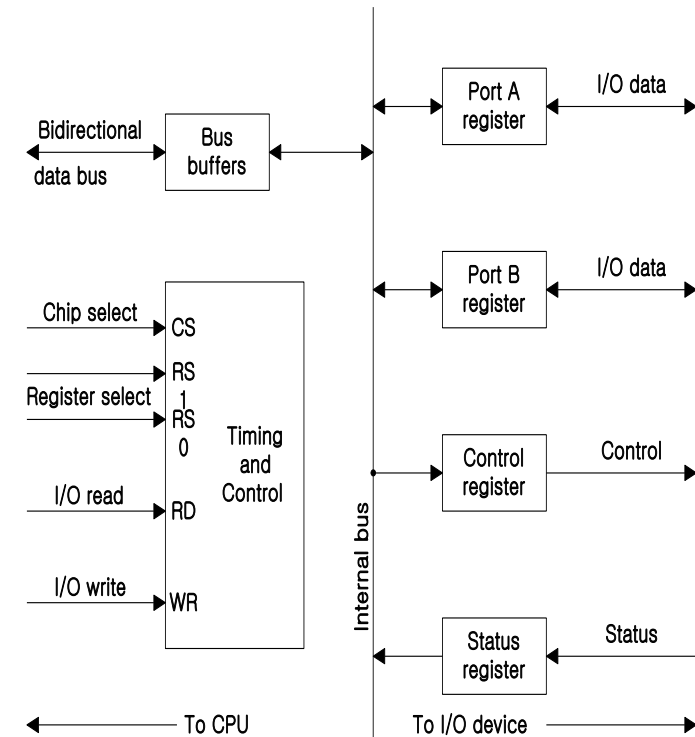 Bidirectional
data bus
Bus
buffers
Port A
register
I/O data
Port B
register
I/O data
Chip select
CS
RS
1
Register select
RS
0
Timing
and
Control
I/O read
RD
I/O write
WR
Internal bus
Control
register
Control
Status
register
Status
To CPU
To I/O device